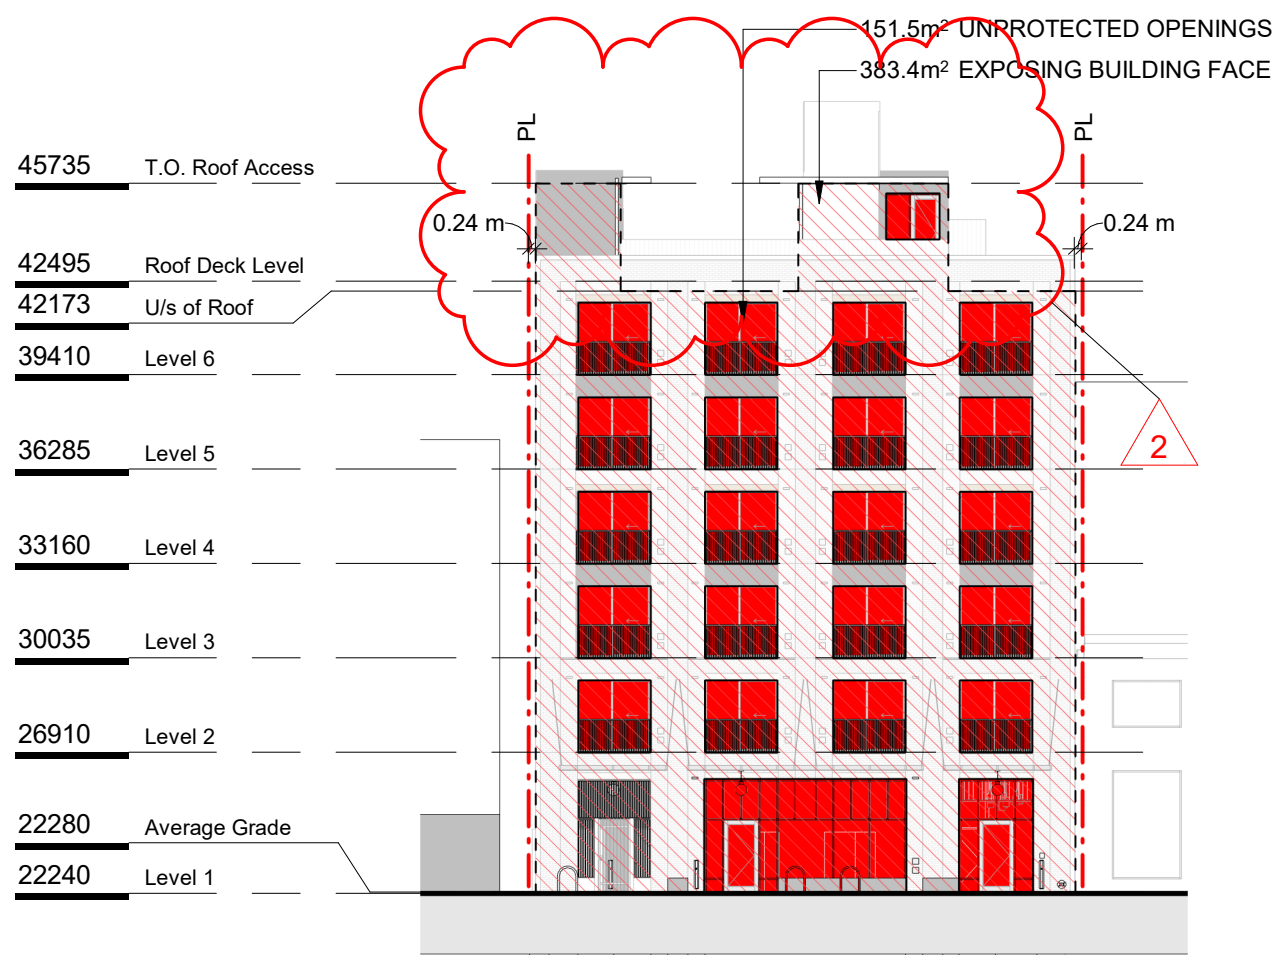 151.5m² UNPROTECTED OPENINGS
383.4m² EXPOSING BUILDING FACE
PL
PL
45735 T.O. Roof Access
0.24 m
0.24 m
42495 Roof Deck Level
42173 U/s of Roof
39410 Level 6
36285 Level 5
2
33160 Level 4
30035 Level 3
26910 Level 2
22280 Average Grade
22240 Level 1